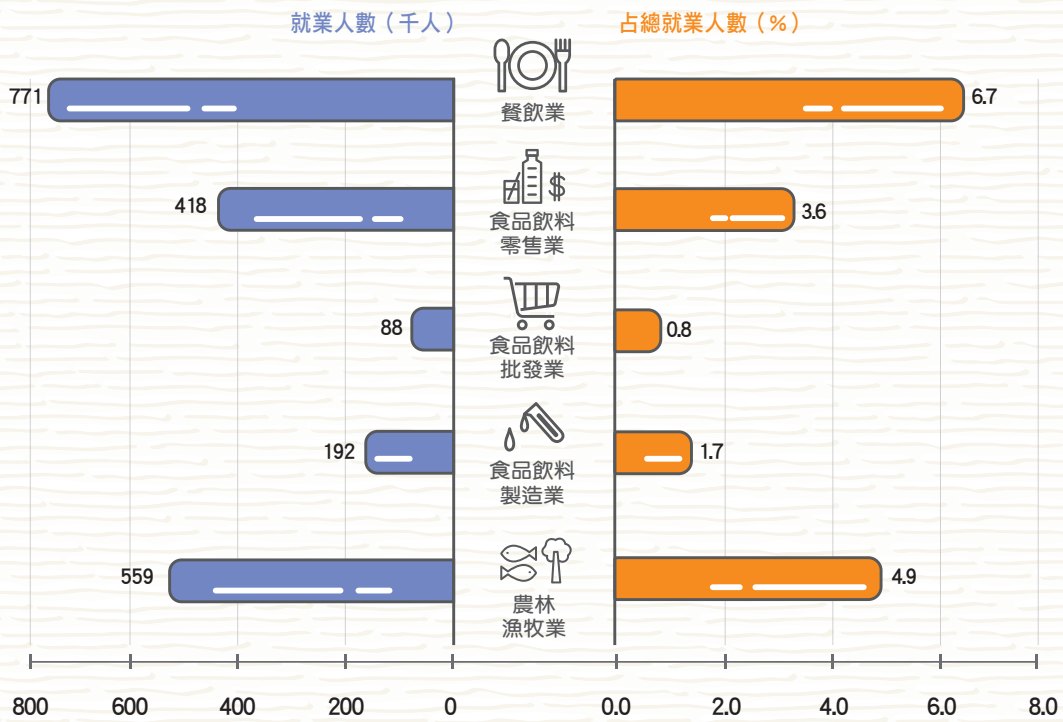 就業人數（千人）
占總就業人數（%）
771
餐飲業
6.7
418
食品飲料
零售業
3.6
88
食品飲料
批發業
0.8
192
食品飲料
製造業
1.7
559
農林
漁牧業
4.9
800 600 400 200 0
0.0 2.0 4.0 6.0 8.0